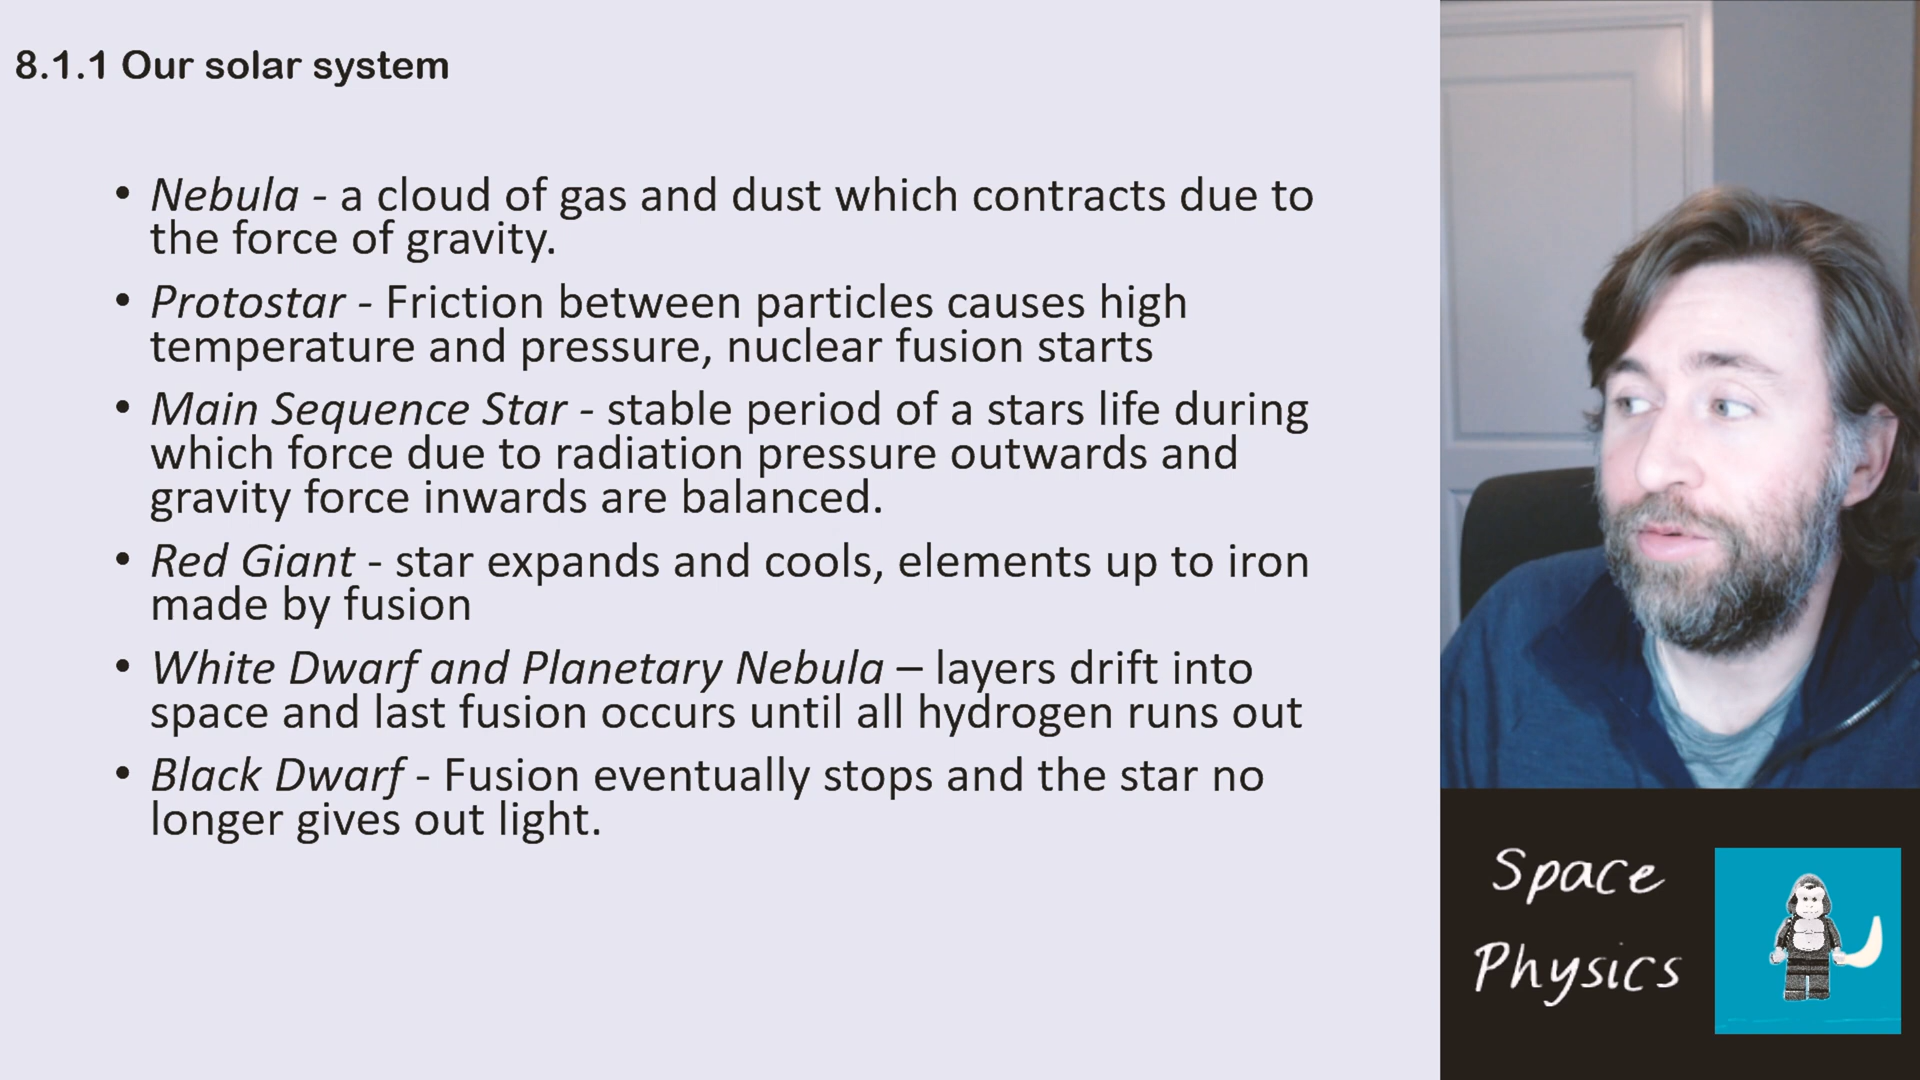 8.1.1 Our solar system
• Nebula - a cloud of gas and dust which contracts due to
the force of gravity.
• Protostar - Friction between particles causes high
temperature and pressure, nuclear fusion starts
• Main Sequence Star - stable period of a stars life during
which force due to radiation pressure outwards and
gravity force inwards are balanced.
• Red Giant - star expands and cools, elements up to iron
made by fusion
• White Dwarf and Planetary Nebula – layers drift into
space and last fusion occurs until all hydrogen runs out
• Black Dwarf - Fusion eventually stops and the star no
longer gives out light.
Space
Physics